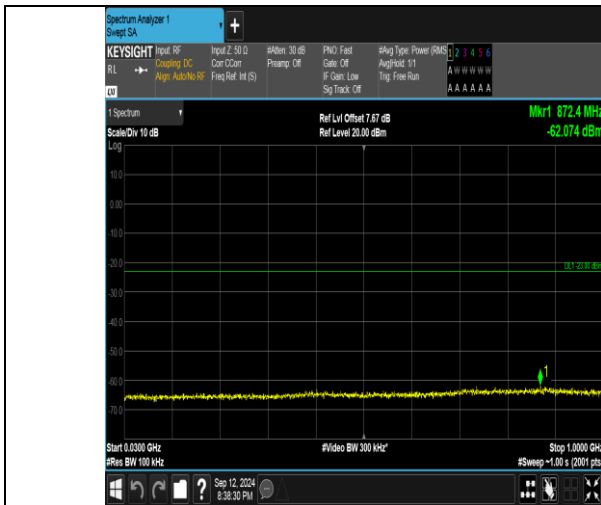 Spectrum Analyzer 1
Swept SA
+
KEYSIGHT Input: RF Input Z: 50 Ω #Atten: 30 dB PNO: Fast #Avg Type: Power (RMS 1 2 3 4 5 6
RL Coupling: DC Corr CCorr Preamp: Off Gate: Off Avg|Hold: 1/1 A W W W W W
Align: Auto/No RF Freq Ref: Int (S) IF Gain: Low Trig: Free Run
Sig Track: Off A A A A A A
LXI
1 Spectrum Ref Lvl Offset 7.67 dB Mkr1 872.4 MHz
Scale/Div 10 dB Ref Level 20.00 dBm -62.074 dBm
Log
10.0
0.00
-10.0
-20.0
DL1 -23.00 dBm
-30.0
-40.0
-50.0
1
-60.0
-70.0
Start 0.0300 GHz #Video BW 300 kHz* Stop 1.0000 GHz
#Res BW 100 kHz #Sweep ~1.00 s (2001 pts
? Sep 12, 2024
8:38:30 PM